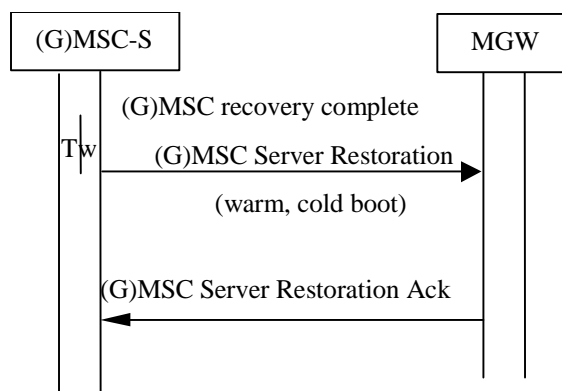 (G)MSC-S
MGW
(G)MSC recovery complete
Tw
(G)MSC Server Restoration
(warm, cold boot)
(G)MSC Server Restoration Ack